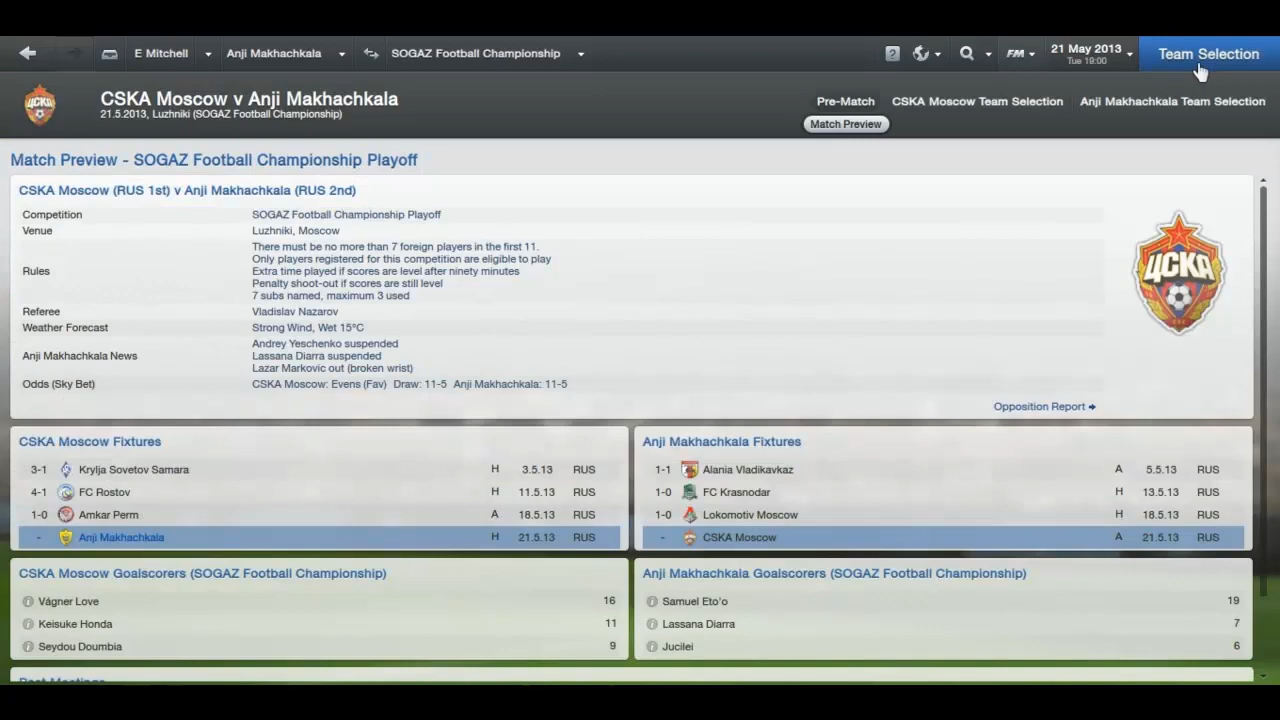 E Mitchell
Anji Makhachkala
SOGAZ Football Championship
?
FM
21 May 2013
Tue 19:00
Team Selection
ЦСКА
CSKA Moscow v Anji Makhachkala
21.5.2013, Luzhniki (SOGAZ Football Championship)
Pre-Match
CSKA Moscow Team Selection
Anji Makhachkala Team Selection
Match Preview
Match Preview - SOGAZ Football Championship Playoff
CSKA Moscow (RUS 1st) v Anji Makhachkala (RUS 2nd)
Competition SOGAZ Football Championship Playoff
Venue Luzhniki, Moscow
Rules There must be no more than 7 foreign players in the first 11.
Only players registered for this competition are eligible to play
Extra time played if scores are level after ninety minutes
Penalty shoot-out if scores are still level
7 subs named, maximum 3 used
Referee Vladislav Nazarov
Weather Forecast Strong Wind, Wet 15°C
Anji Makhachkala News Andrey Yeschenko suspended
Lassana Diarra suspended
Lazar Markovic out (broken wrist)
Odds (Sky Bet) CSKA Moscow: Evens (Fav) Draw: 11-5 Anji Makhachkala: 11-5
ЦСКА
Opposition Report
CSKA Moscow Fixtures
3-1 Krylja Sovetov Samara H 3.5.13 RUS
4-1 FC Rostov H 11.5.13 RUS
1-0 Amkar Perm A 18.5.13 RUS
- Anji Makhachkala H 21.5.13 RUS
Anji Makhachkala Fixtures
1-1 Alania Vladikavkaz A 5.5.13 RUS
1-0 FC Krasnodar H 13.5.13 RUS
1-0 Lokomotiv Moscow H 18.5.13 RUS
- CSKA Moscow A 21.5.13 RUS
CSKA Moscow Goalscorers (SOGAZ Football Championship)
Vágner Love 16
Keisuke Honda 11
Seydou Doumbia 9
Anji Makhachkala Goalscorers (SOGAZ Football Championship)
Samuel Eto'o 19
Lassana Diarra 7
Jucilei 6
Past Meetings